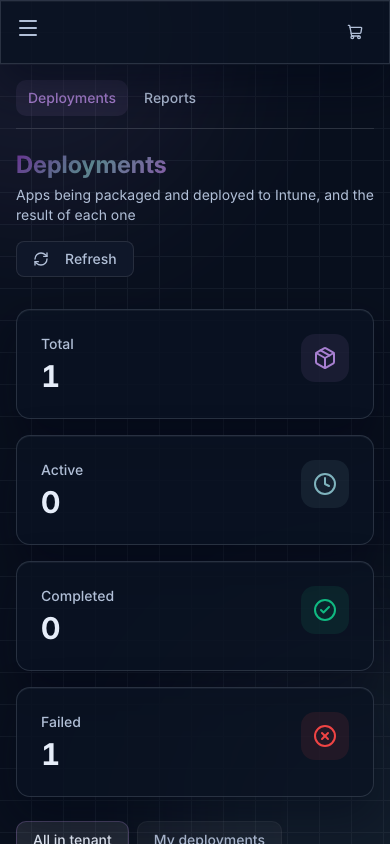 Deployments
Reports
Deployments
Apps being packaged and deployed to Intune, and the
result of each one
Refresh
Total
1
Active
0
Completed
0
Failed
1
All in tenant
My deployments